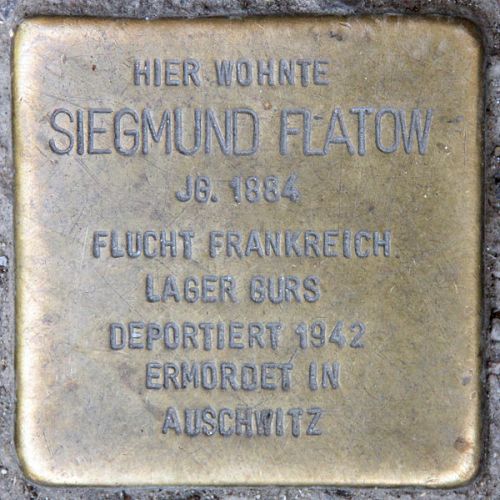 HIER WOHNTE
SIEGMUND FLATOW
JG. 1884
FLUCHT FRANKREICH
LAGER GURS
DEPORTIERT 1942
ERMORDET IN
AUSCHWITZ